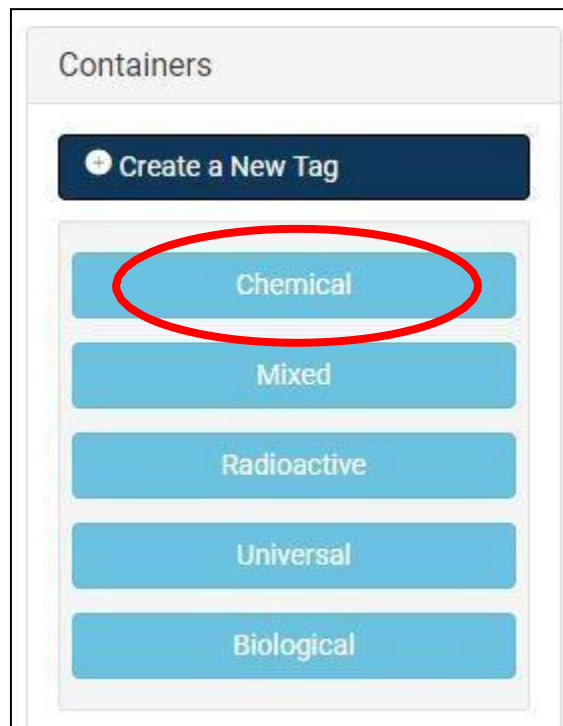 Containers
Create a New Tag
Chemical
Mixed
Radioactive
Universal
Biological